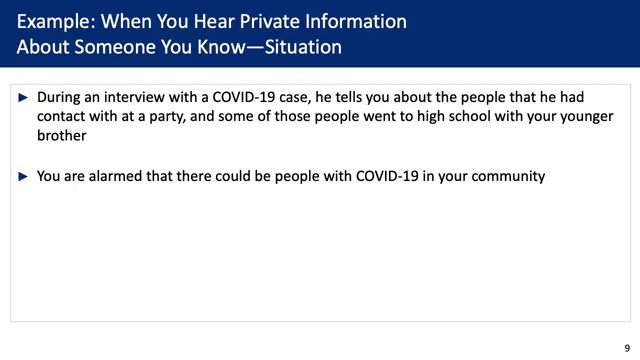 Example: When You Hear Private Information
About Someone You Know—Situation
► During an interview with a COVID-19 case, he tells you about the people that he had
contact with at a party, and some of those people went to high school with your younger
brother
► You are alarmed that there could be people with COVID-19 in your community
9